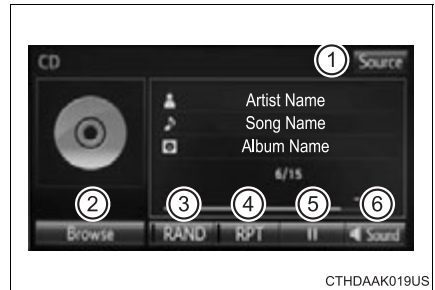 CD
1 Source
Artist Name
Song Name
Album Name
6/15
2 3 4 5 6
Browse RAND RPT II Sound
CTHDAAK019US